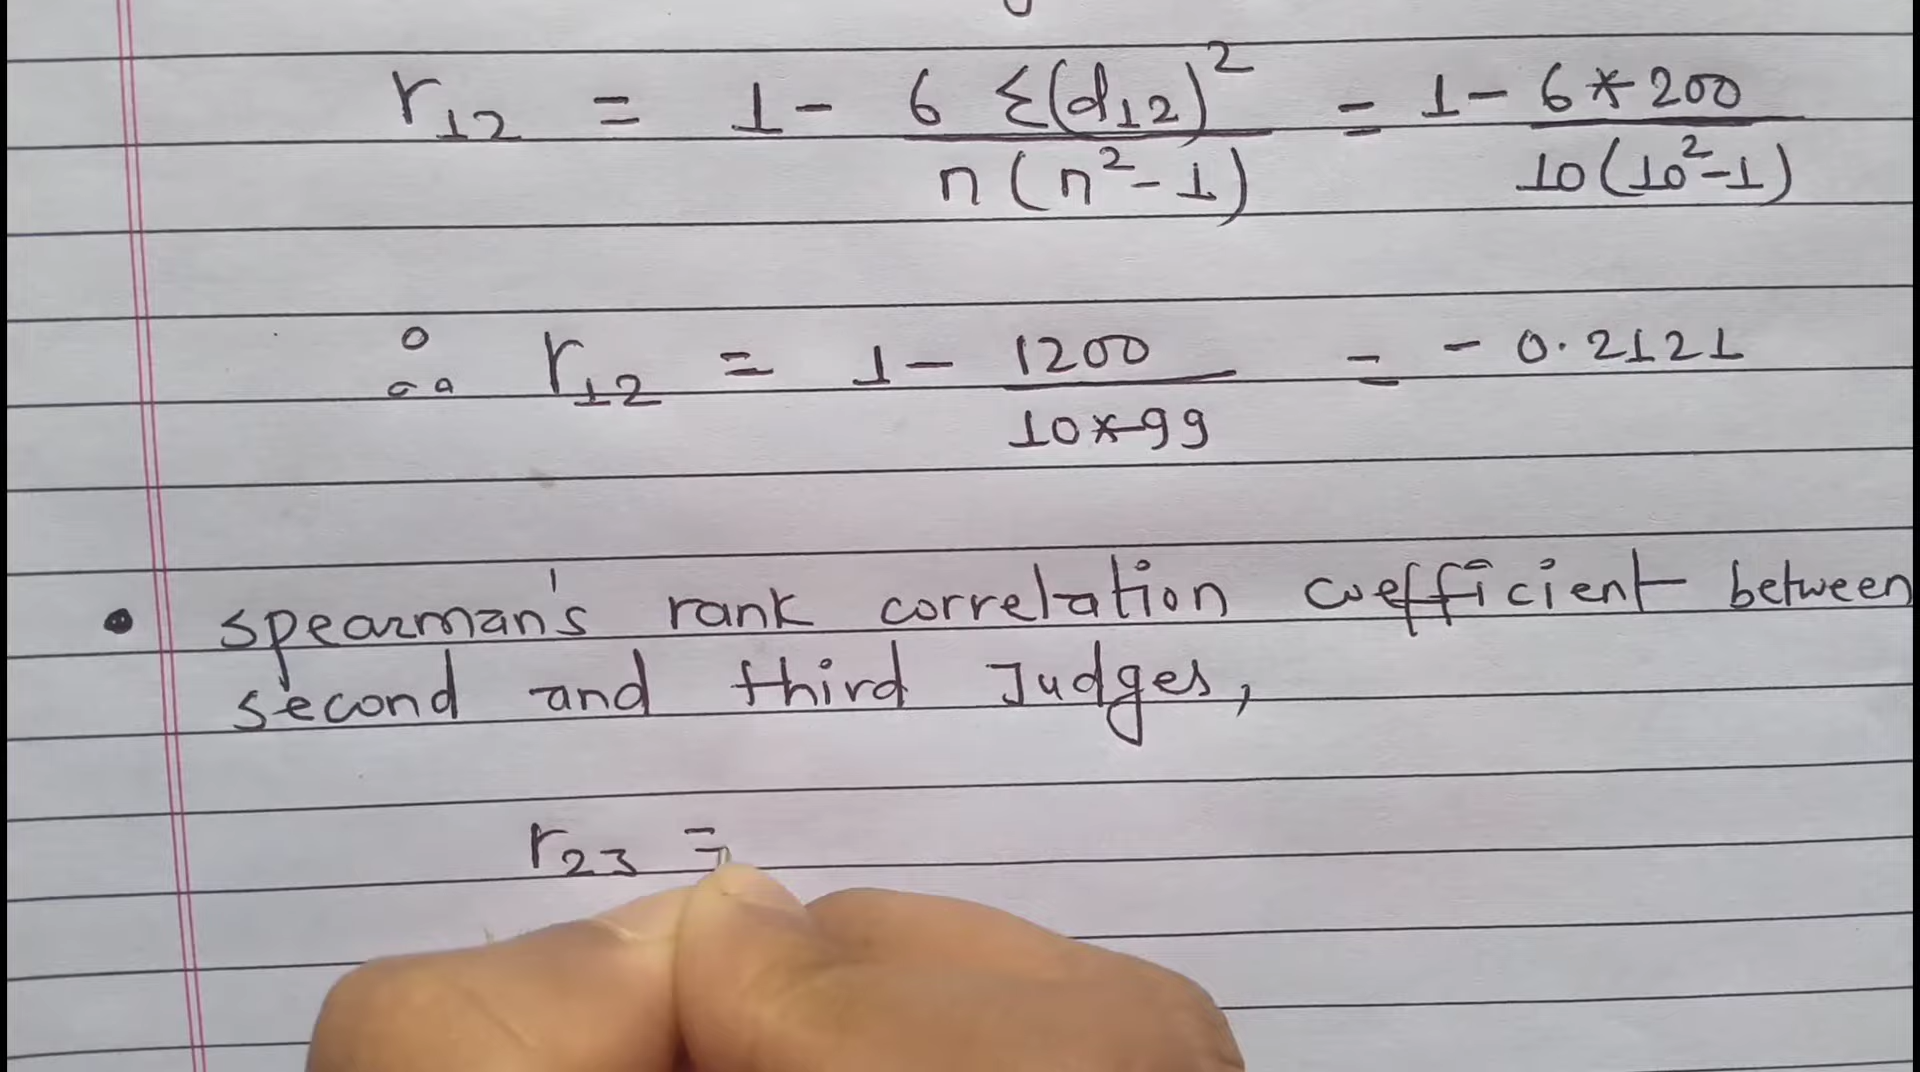 r₁₂ = 1 - 6 Σ(d₁₂)² / n(n² - 1) = 1 - 6 * 200 / 10(10² - 1)
∴ r₁₂ = 1 - 1200 / 10*99 = - 0.2121
• spearman's rank correlation coefficient between
second and third Judges,
r₂₃ =